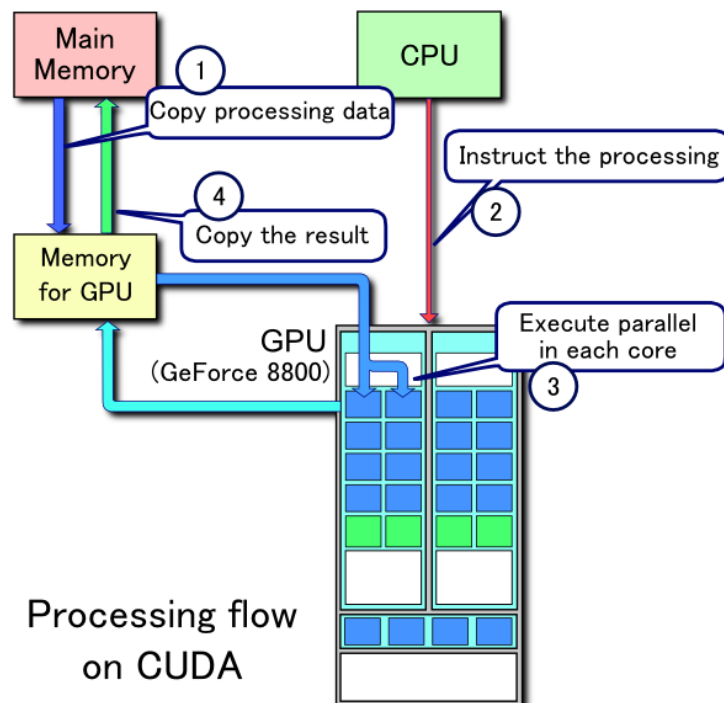 Main
Memory
CPU
1
Copy processing data
Instruct the processing
2
4
Copy the result
Memory
for GPU
GPU
(GeForce 8800)
Execute parallel
in each core
3
Processing flow
on CUDA